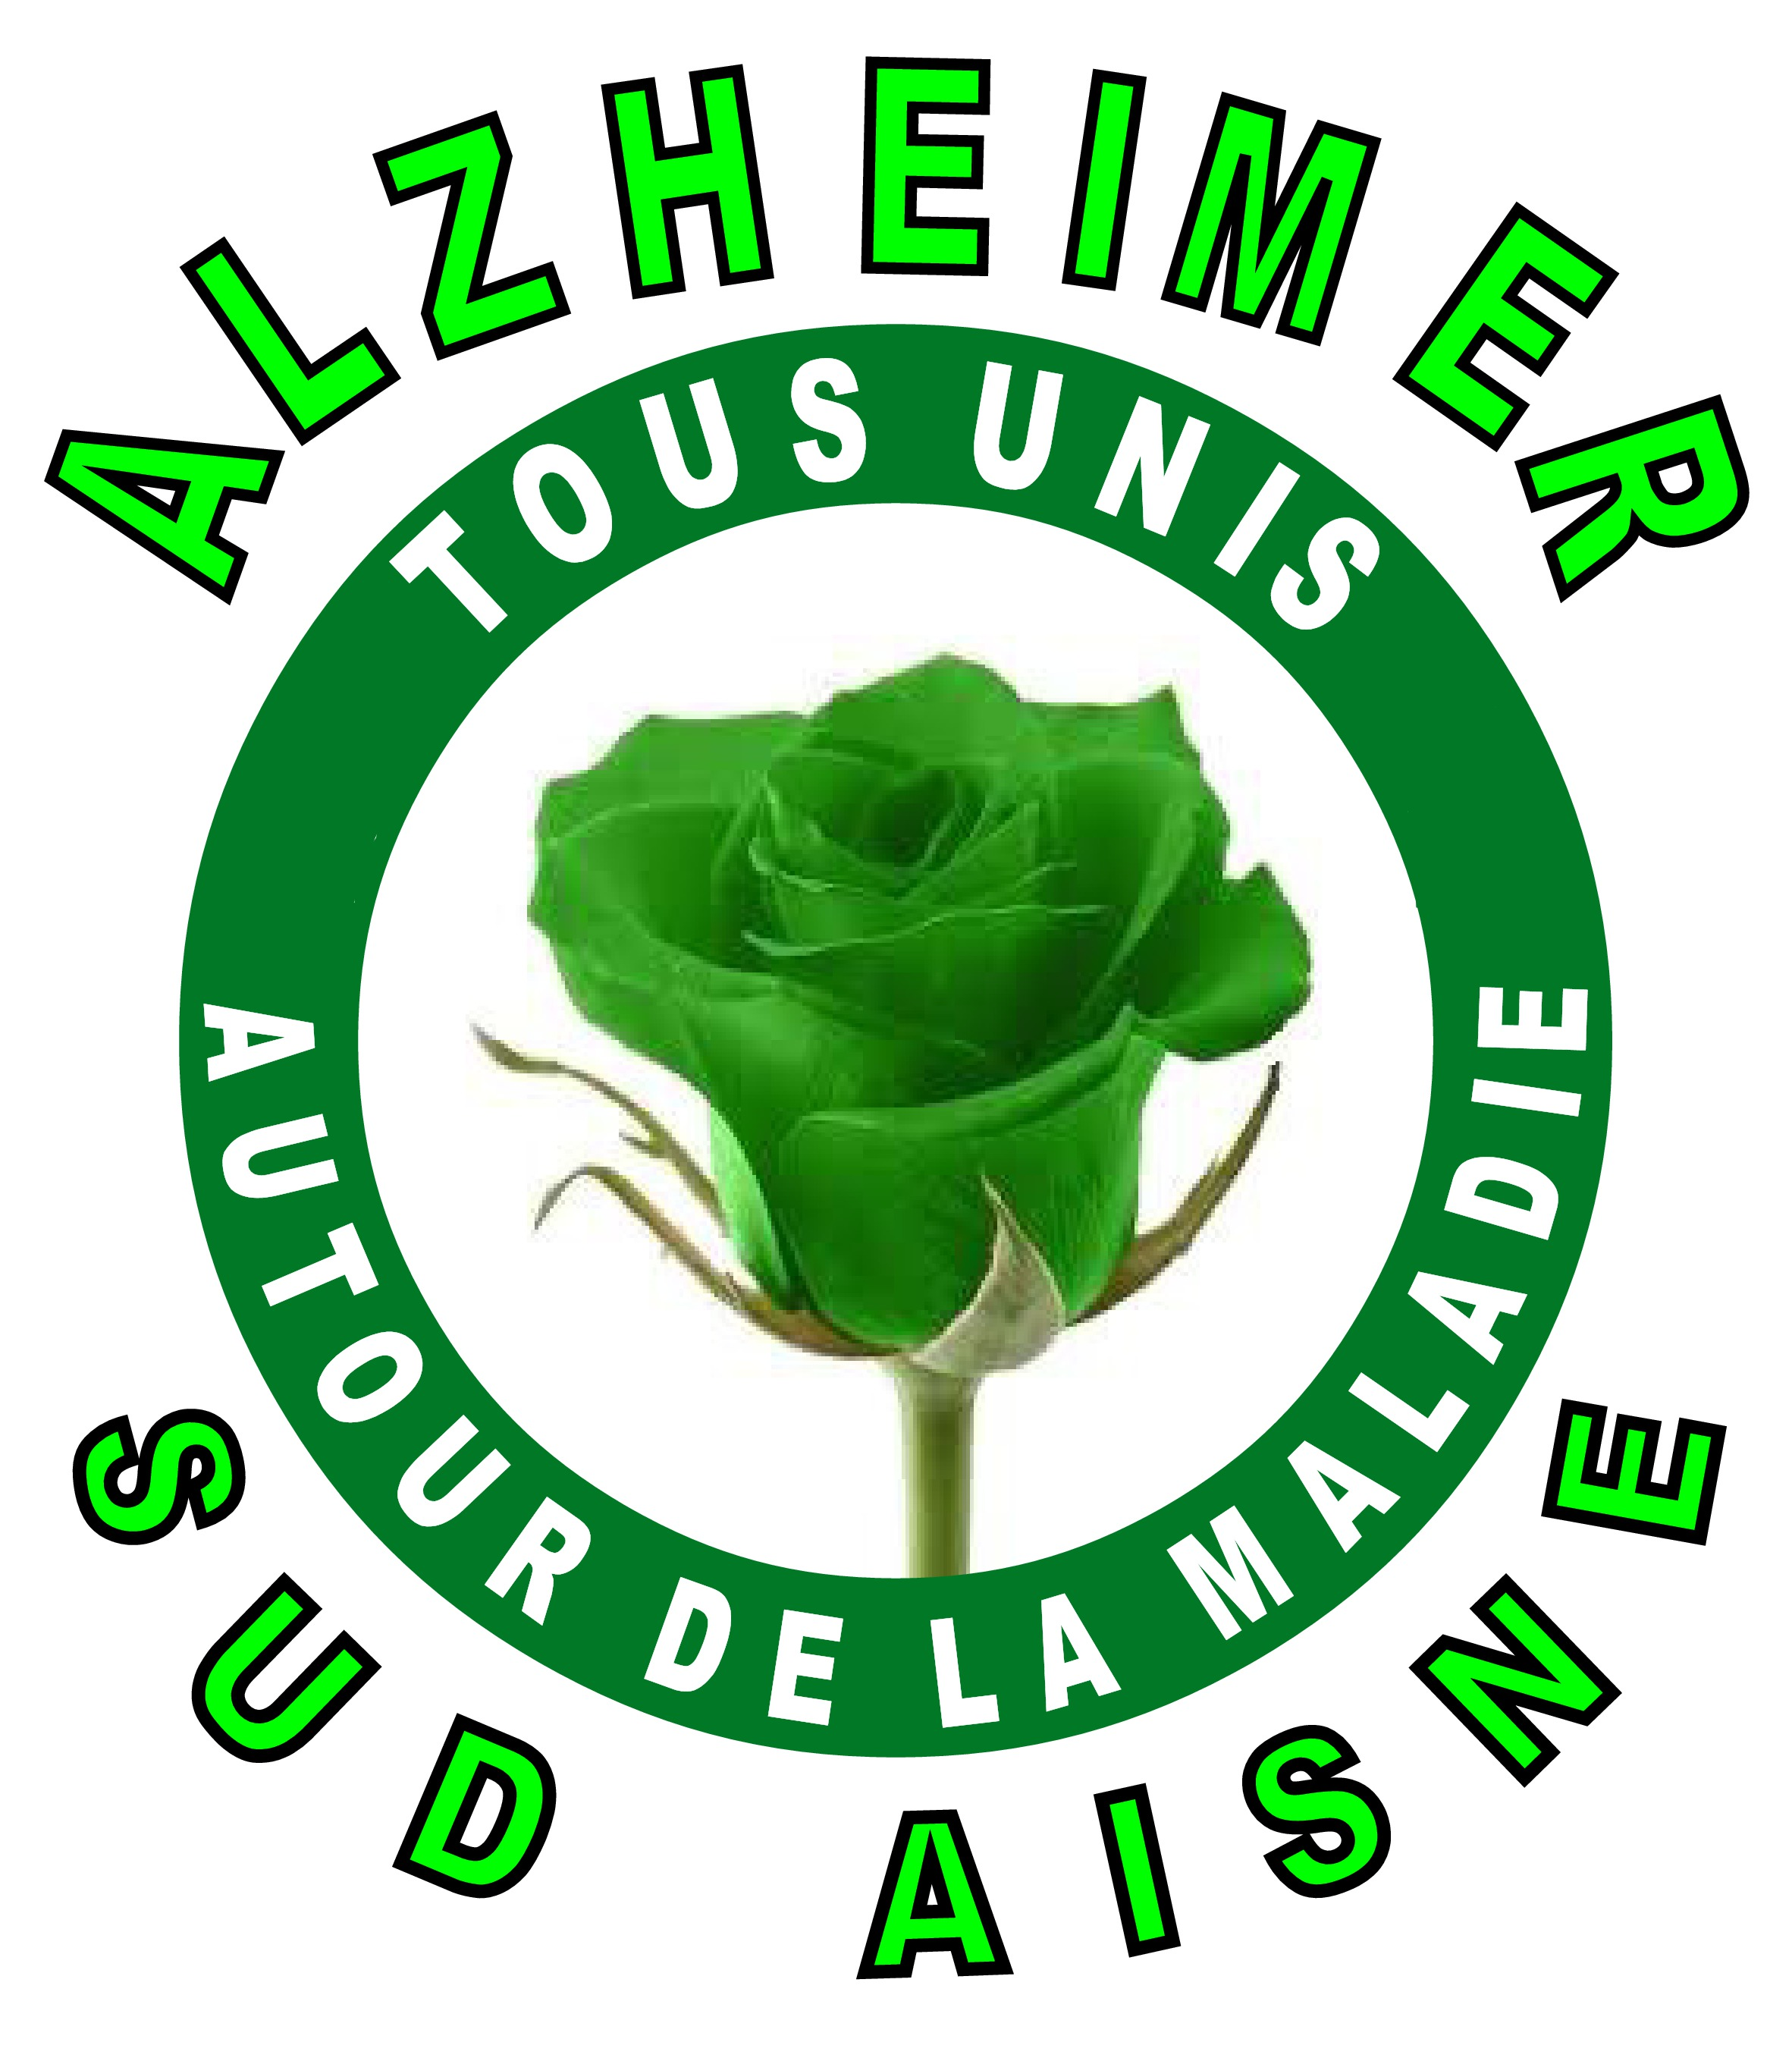 ALZHEIMER
TOUS UNIS
AUTOUR DE LA MALADIE
SUD AISNE